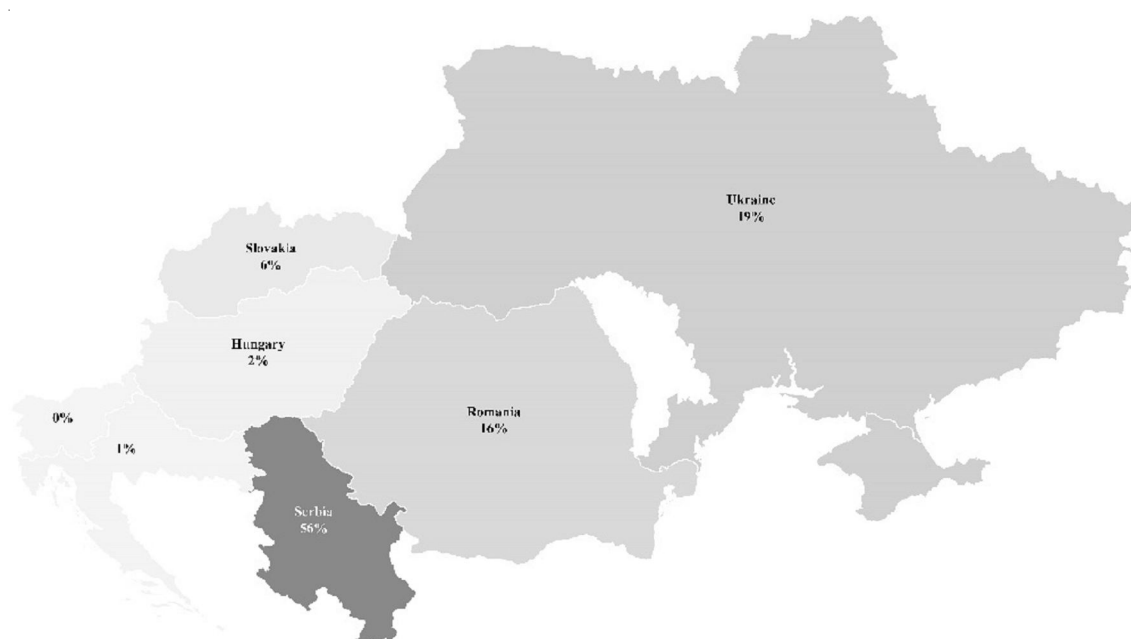 Ukraine
19%
Slovakia
6%
Hungary
2%
0%
Romania
16%
1%
Serbia
56%